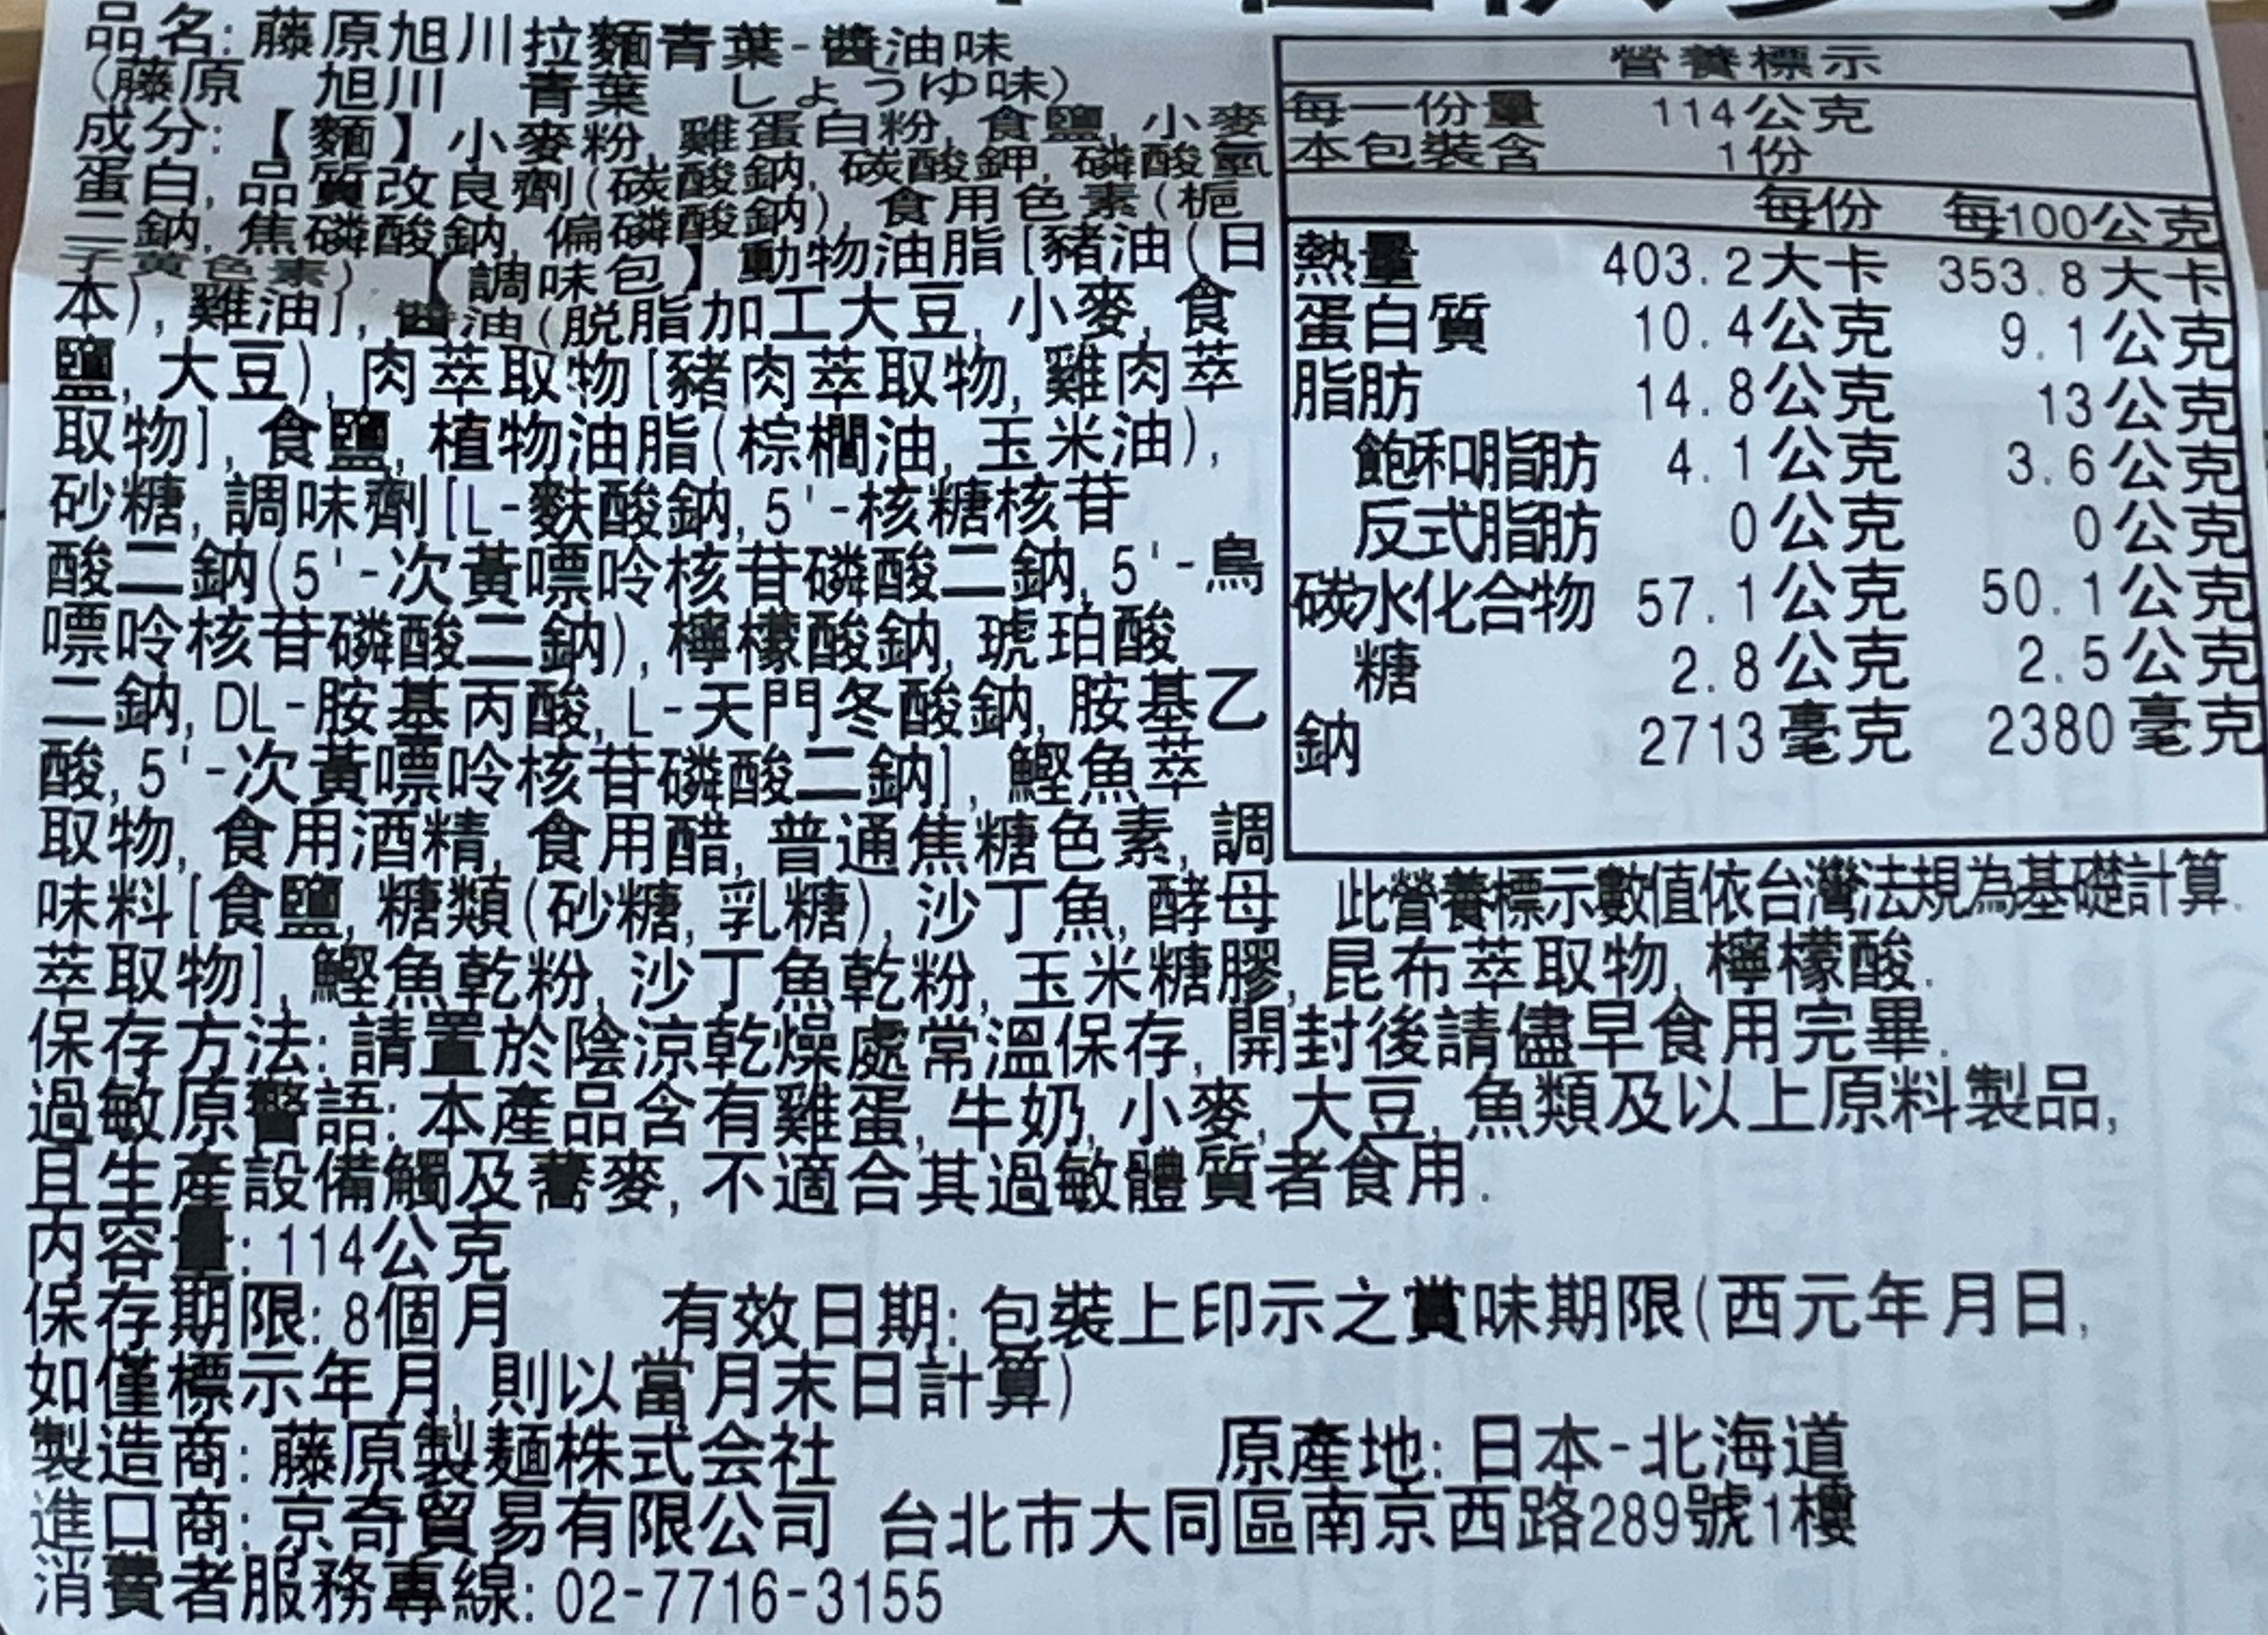 品名:藤原旭川拉麵青葉-醬油味
(藤原 旭川 青葉 しょうゆ味)
成分:【麵】小麥粉,雞蛋白粉,食鹽,小麥
蛋白,品質改良劑(碳酸鈉,碳酸鉀,磷酸氫
二鈉,焦磷酸鈉,偏磷酸鈉),食用色素(梔
子黃色素)【調味包】動物油脂[豬油(日
本),雞油],醬油(脫脂加工大豆,小麥,食
鹽,大豆),肉萃取物[豬肉萃取物,雞肉萃
取物],食鹽,植物油脂(棕櫚油,玉米油),
砂糖,調味劑[L-麩酸鈉,5'-核糖核苷
酸二鈉(5'-次黃嘌呤核苷磷酸二鈉,5'-鳥
嘌呤核苷磷酸二鈉),檸檬酸鈉,琥珀酸
二鈉,DL-胺基丙酸,L-天門冬酸鈉,胺基乙
酸,5'-次黃嘌呤核苷磷酸二鈉],鰹魚萃
取物,食用酒精,食用醋,普通焦糖色素,調
味料[食鹽,糖類(砂糖,乳糖),沙丁魚,酵母
萃取物],鰹魚乾粉,沙丁魚乾粉,玉米糖膠,昆布萃取物,檸檬酸.
營養標示
每一份量 114公克
本包裝含 1份
每份 每100公克
熱量 403.2大卡 353.8大卡
蛋白質 10.4公克 9.1公克
脂肪 14.8公克 13公克
飽和脂肪 4.1公克 3.6公克
反式脂肪 0公克 0公克
碳水化合物 57.1公克 50.1公克
糖 2.8公克 2.5公克
鈉 2713毫克 2380毫克
此營養標示數值依台灣法規為基礎計算.
保存方法:請置於陰涼乾燥處常溫保存,開封後請儘早食用完畢.
過敏原警語:本產品含有雞蛋,牛奶,小麥,大豆,魚類及以上原料製品,
且生產設備觸及蕎麥,不適合其過敏體質者食用.
內容量:114公克
保存期限:8個月 有效日期:包裝上印示之賞味期限(西元年月日,
如僅標示年月,則以當月末日計算)
製造商:藤原製麺株式会社 原產地:日本-北海道
進口商:京奇貿易有限公司 台北市大同區南京西路289號1樓
消費者服務專線:02-7716-3155